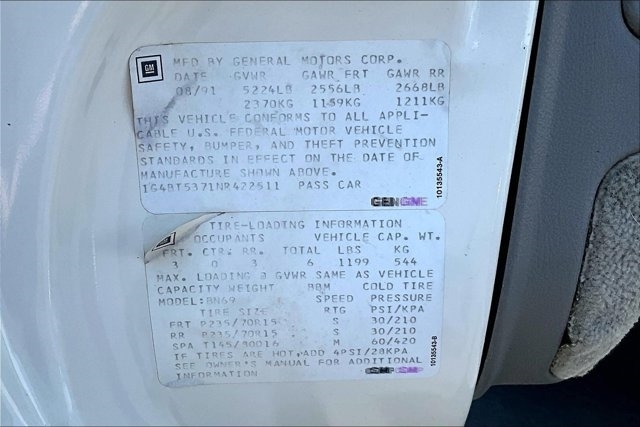 GM
MFD BY GENERAL MOTORS CORP.
DATE GVWR GAWR FRT GAWR RR
08/91 5224LB 2556LB 2668LB
2370KG 1159KG 1211KG
THIS VEHICLE CONFORMS TO ALL APPLI-
CABLE U.S. FEDERAL MOTOR VEHICLE
SAFETY, BUMPER, AND THEFT PREVENTION
STANDARDS IN EFFECT ON THE DATE OF
MANUFACTURE SHOWN ABOVE.
1G4BT5371NR422511 PASS CAR
10135543-A
TIRE-LOADING INFORMATION
OCCUPANTS VEHICLE CAP. WT.
FRT. CTR. RR. TOTAL LBS KG
3 0 3 6 1199 544
MAX. LOADING @ GVWR SAME AS VEHICLE
CAPACITY WEIGHT COLD TIRE
MODEL:BN69 SPEED PRESSURE
TIRE SIZE RTG PSI/KPA
FRT P235/70R15 S 30/210
RR P235/70R15 S 30/210
SPA T145/80D16 M 60/420
IF TIRES ARE HOT,ADD 4PSI/28KPA
SEE OWNER'S MANUAL FOR ADDITIONAL
INFORMATION
10135542-B